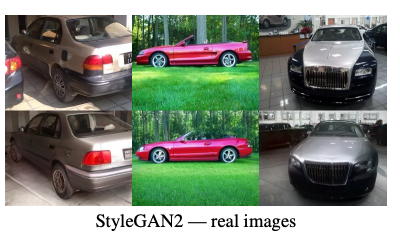 StyleGAN2 — real images